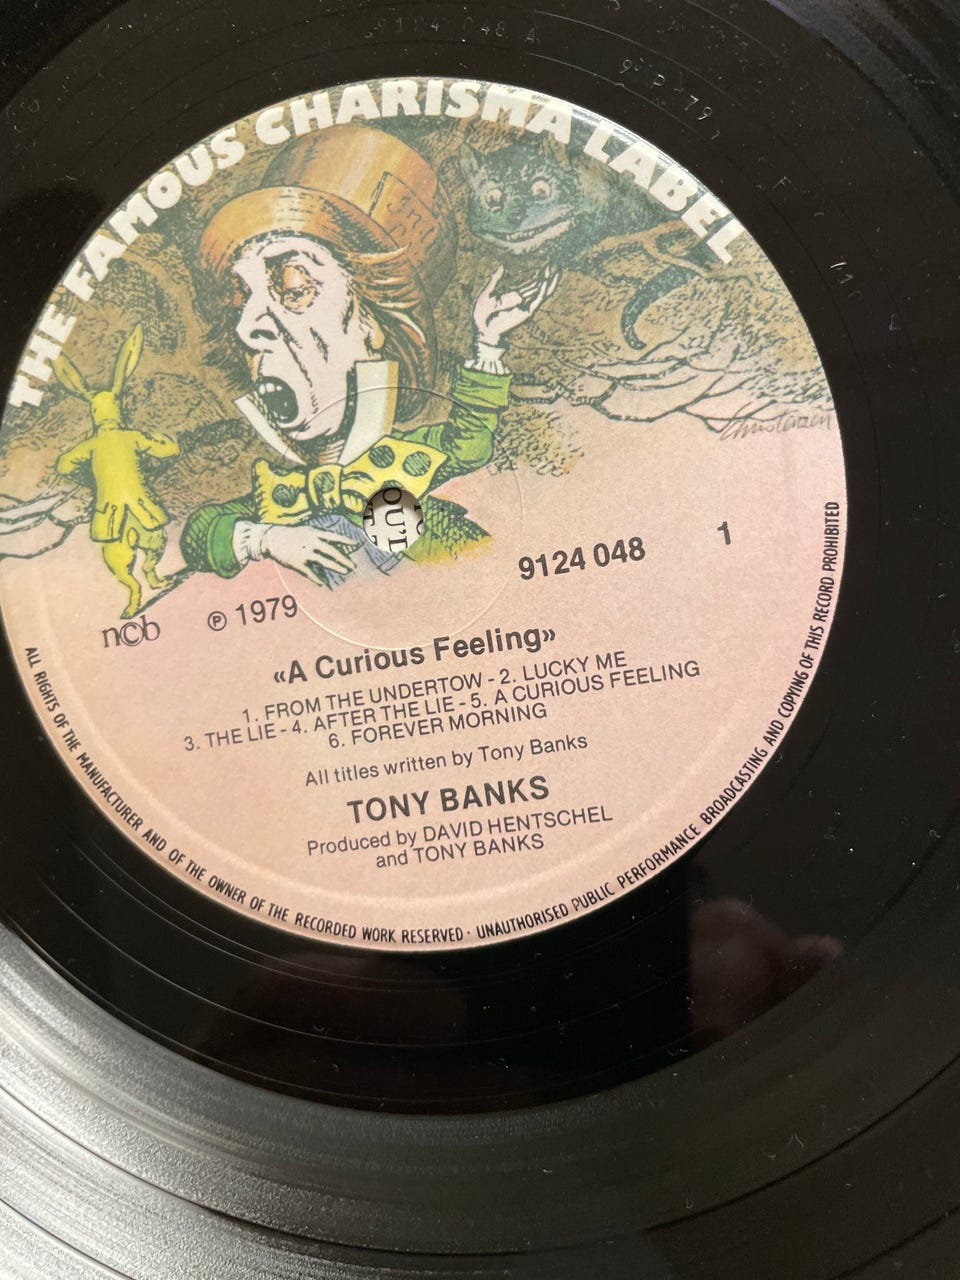 9124 048 A
THE FAMOUS CHARISMA LABEL
Christensen
9124 048 1
ncb ℗ 1979
«A Curious Feeling»
1. FROM THE UNDERTOW - 2. LUCKY ME
3. THE LIE - 4. AFTER THE LIE - 5. A CURIOUS FEELING
6. FOREVER MORNING
All titles written by Tony Banks
TONY BANKS
Produced by DAVID HENTSCHEL
and TONY BANKS
ALL RIGHTS OF THE MANUFACTURER AND OF THE OWNER OF THE RECORDED WORK RESERVED · UNAUTHORISED PUBLIC PERFORMANCE BROADCASTING AND COPYING OF THIS RECORD PROHIBITED